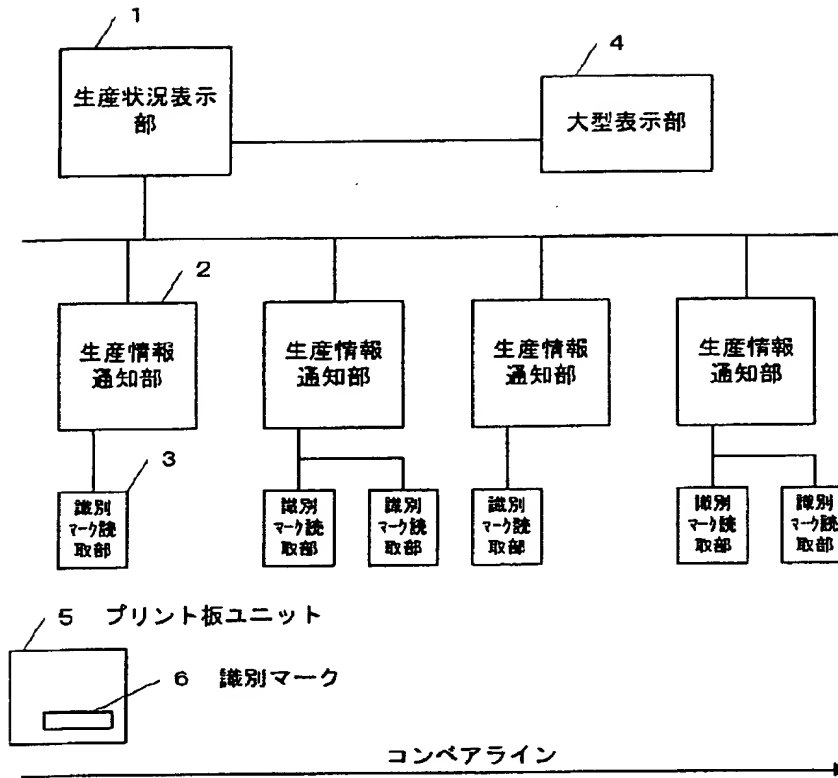 1
4
生産状況表示
部
大型表示部
2
生産情報
通知部
生産情報
通知部
生産情報
通知部
生産情報
通知部
3
識別
マーク読
取部
識別
マーク読
取部
識別
マーク読
取部
識別
マーク読
取部
識別
マーク読
取部
識別
マーク読
取部
5 プリント板ユニット
6 識別マーク
コンベアライン